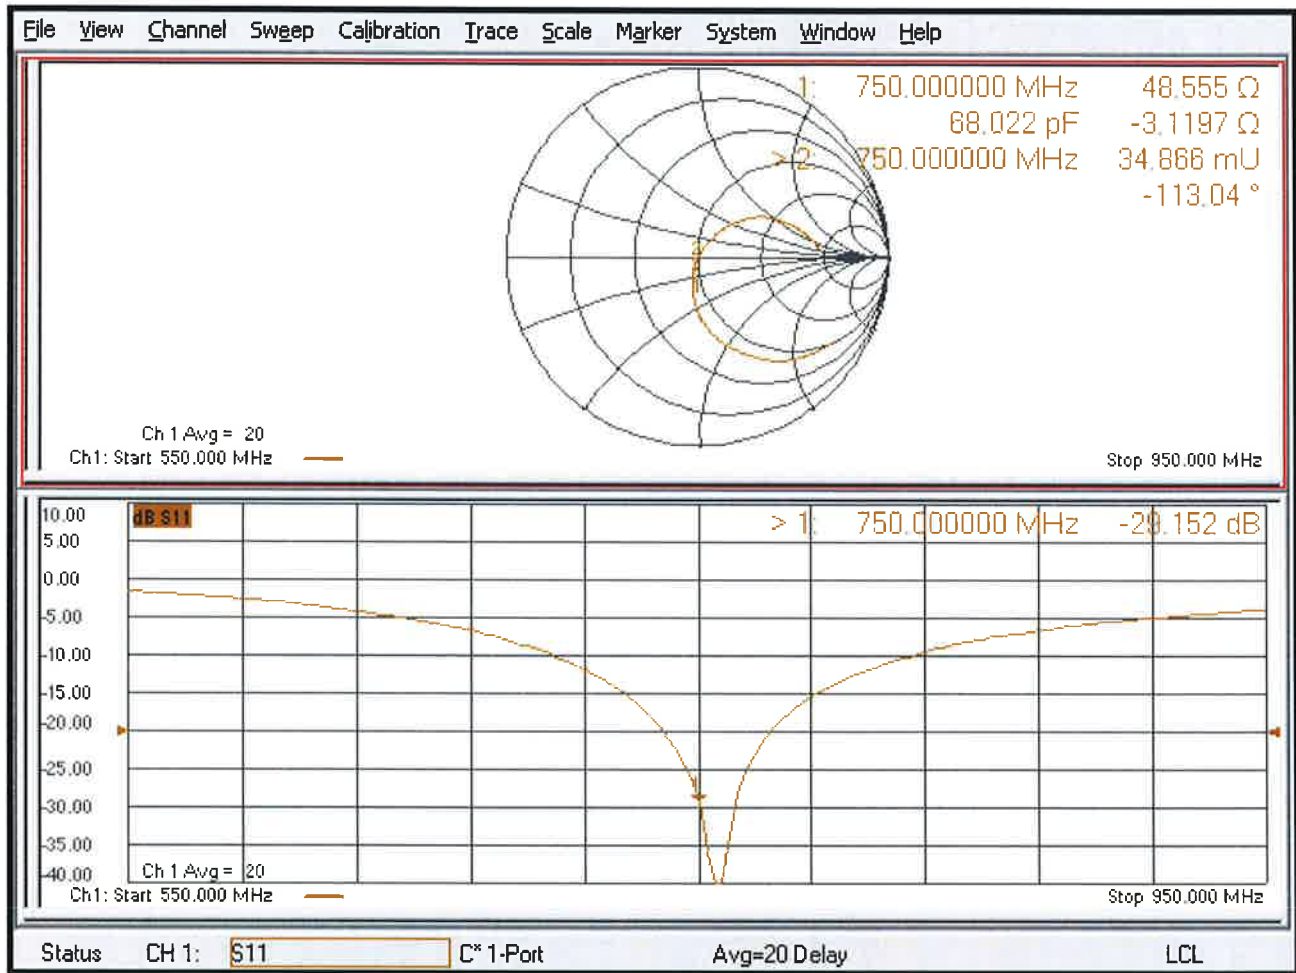 File View Channel Sweep Calibration Trace Scale Marker System Window Help
1: 750.000000 MHz 48.555 Ω
68.022 pF -3.1197 Ω
> 2: 750.000000 MHz 34.866 mU
-113.04 °
2
Ch 1 Avg = 20
Ch1: Start 550.000 MHz
Stop 950.000 MHz
10.00
dB S11
> 1: 750.000000 MHz -29.152 dB
5.00
0.00
-5.00
-10.00
-15.00
-20.00
-25.00
-30.00
-35.00
-40.00
1
Ch 1 Avg = 20
Ch1: Start 550.000 MHz
Stop 950.000 MHz
Status CH 1: S11 C* 1-Port Avg=20 Delay LCL